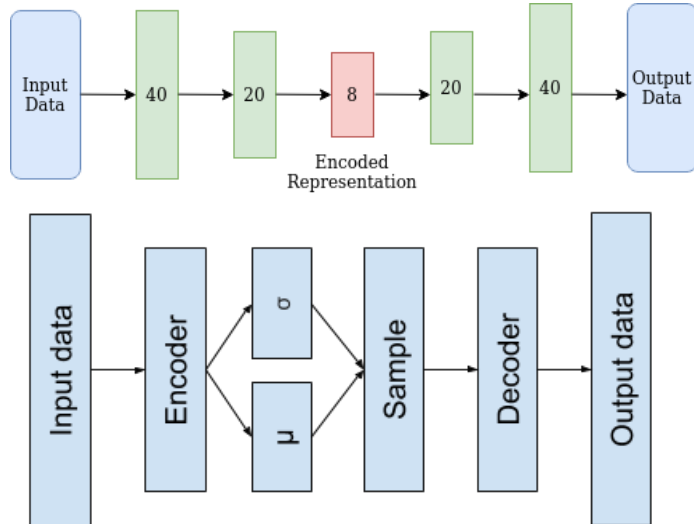 Input
Data
40
20
8
20
40
Output
Data
Encoded
Representation
Input data
Encoder
σ
μ
Sample
Decoder
Output data